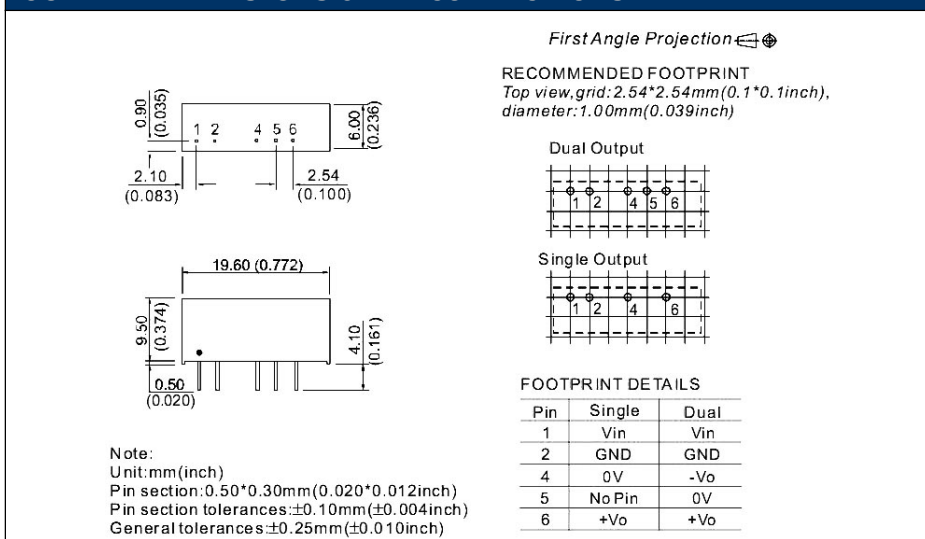 First Angle Projection
RECOMMENDED FOOTPRINT
Top view,grid:2.54*2.54mm(0.1*0.1inch),
diameter:1.00mm(0.039inch)
0.90
(0.035)
1 2 4 5 6
6.00
(0.236)
2.10
(0.083)
2.54
(0.100)
Dual Output
1 2 4 5 6
19.60 (0.772)
9.50
(0.374)
4.10
(0.161)
0.50
(0.020)
Single Output
1 2 4 6
Note:
Unit:mm(inch)
Pin section:0.50*0.30mm(0.020*0.012inch)
Pin section tolerances:±0.10mm(±0.004inch)
General tolerances:±0.25mm(±0.010inch)
FOOTPRINT DETAILS
Pin Single Dual
1 Vin Vin
2 GND GND
4 0V -Vo
5 No Pin 0V
6 +Vo +Vo